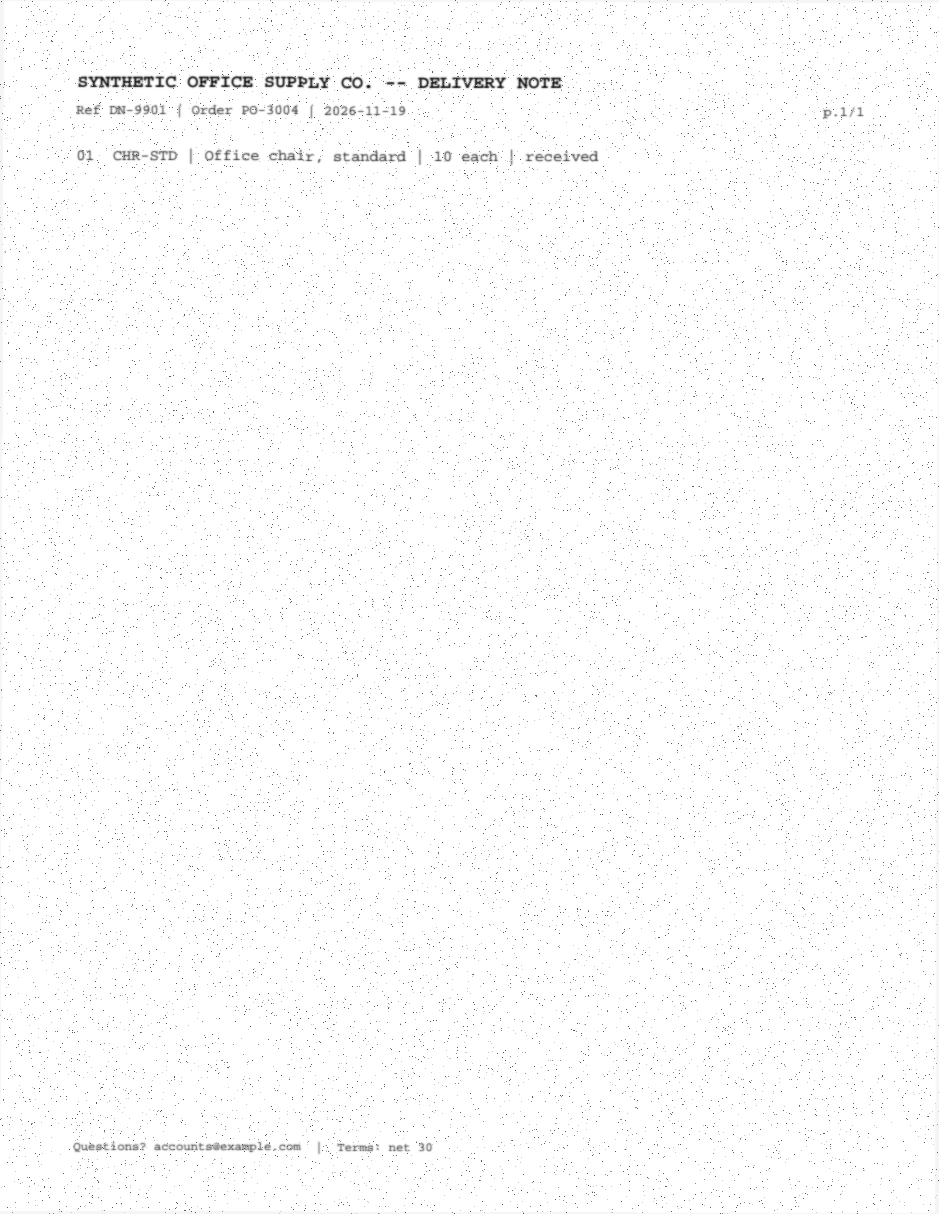 SYNTHETIC OFFICE SUPPLY CO. -- DELIVERY NOTE
Ref DN-9901 | Order PO-3004 | 2026-11-19 p.1/1
01 CHR-STD | Office chair, standard | 10 each | received
Questions? accounts@example.com | Terms: net 30